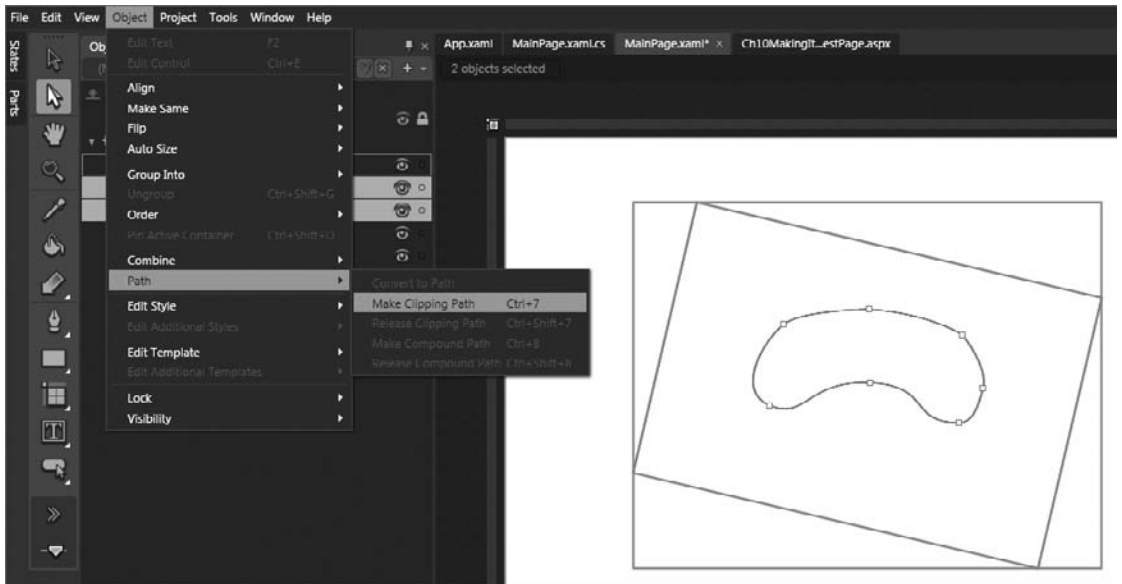 File Edit View Object Project Tools Window Help
States
Parts
Ob
Edit Text F2
Edit Control Ctrl+E
Align
Make Same
Flip
Auto Size
Group Into
Ungroup Ctrl+Shift+G
Order
Pin Active Container Ctrl+Shift+D
Combine
Path
Edit Style
Edit Additional Styles
Edit Template
Edit Additional Templates
Lock
Visibility
Convert to Path
Make Clipping Path Ctrl+7
Release Clipping Path Ctrl+Shift+7
Make Compound Path Ctrl+8
Release Compound Path Ctrl+Shift+8
App.xaml MainPage.xaml.cs MainPage.xaml* × Ch10MakingIt...estPage.aspx
2 objects selected